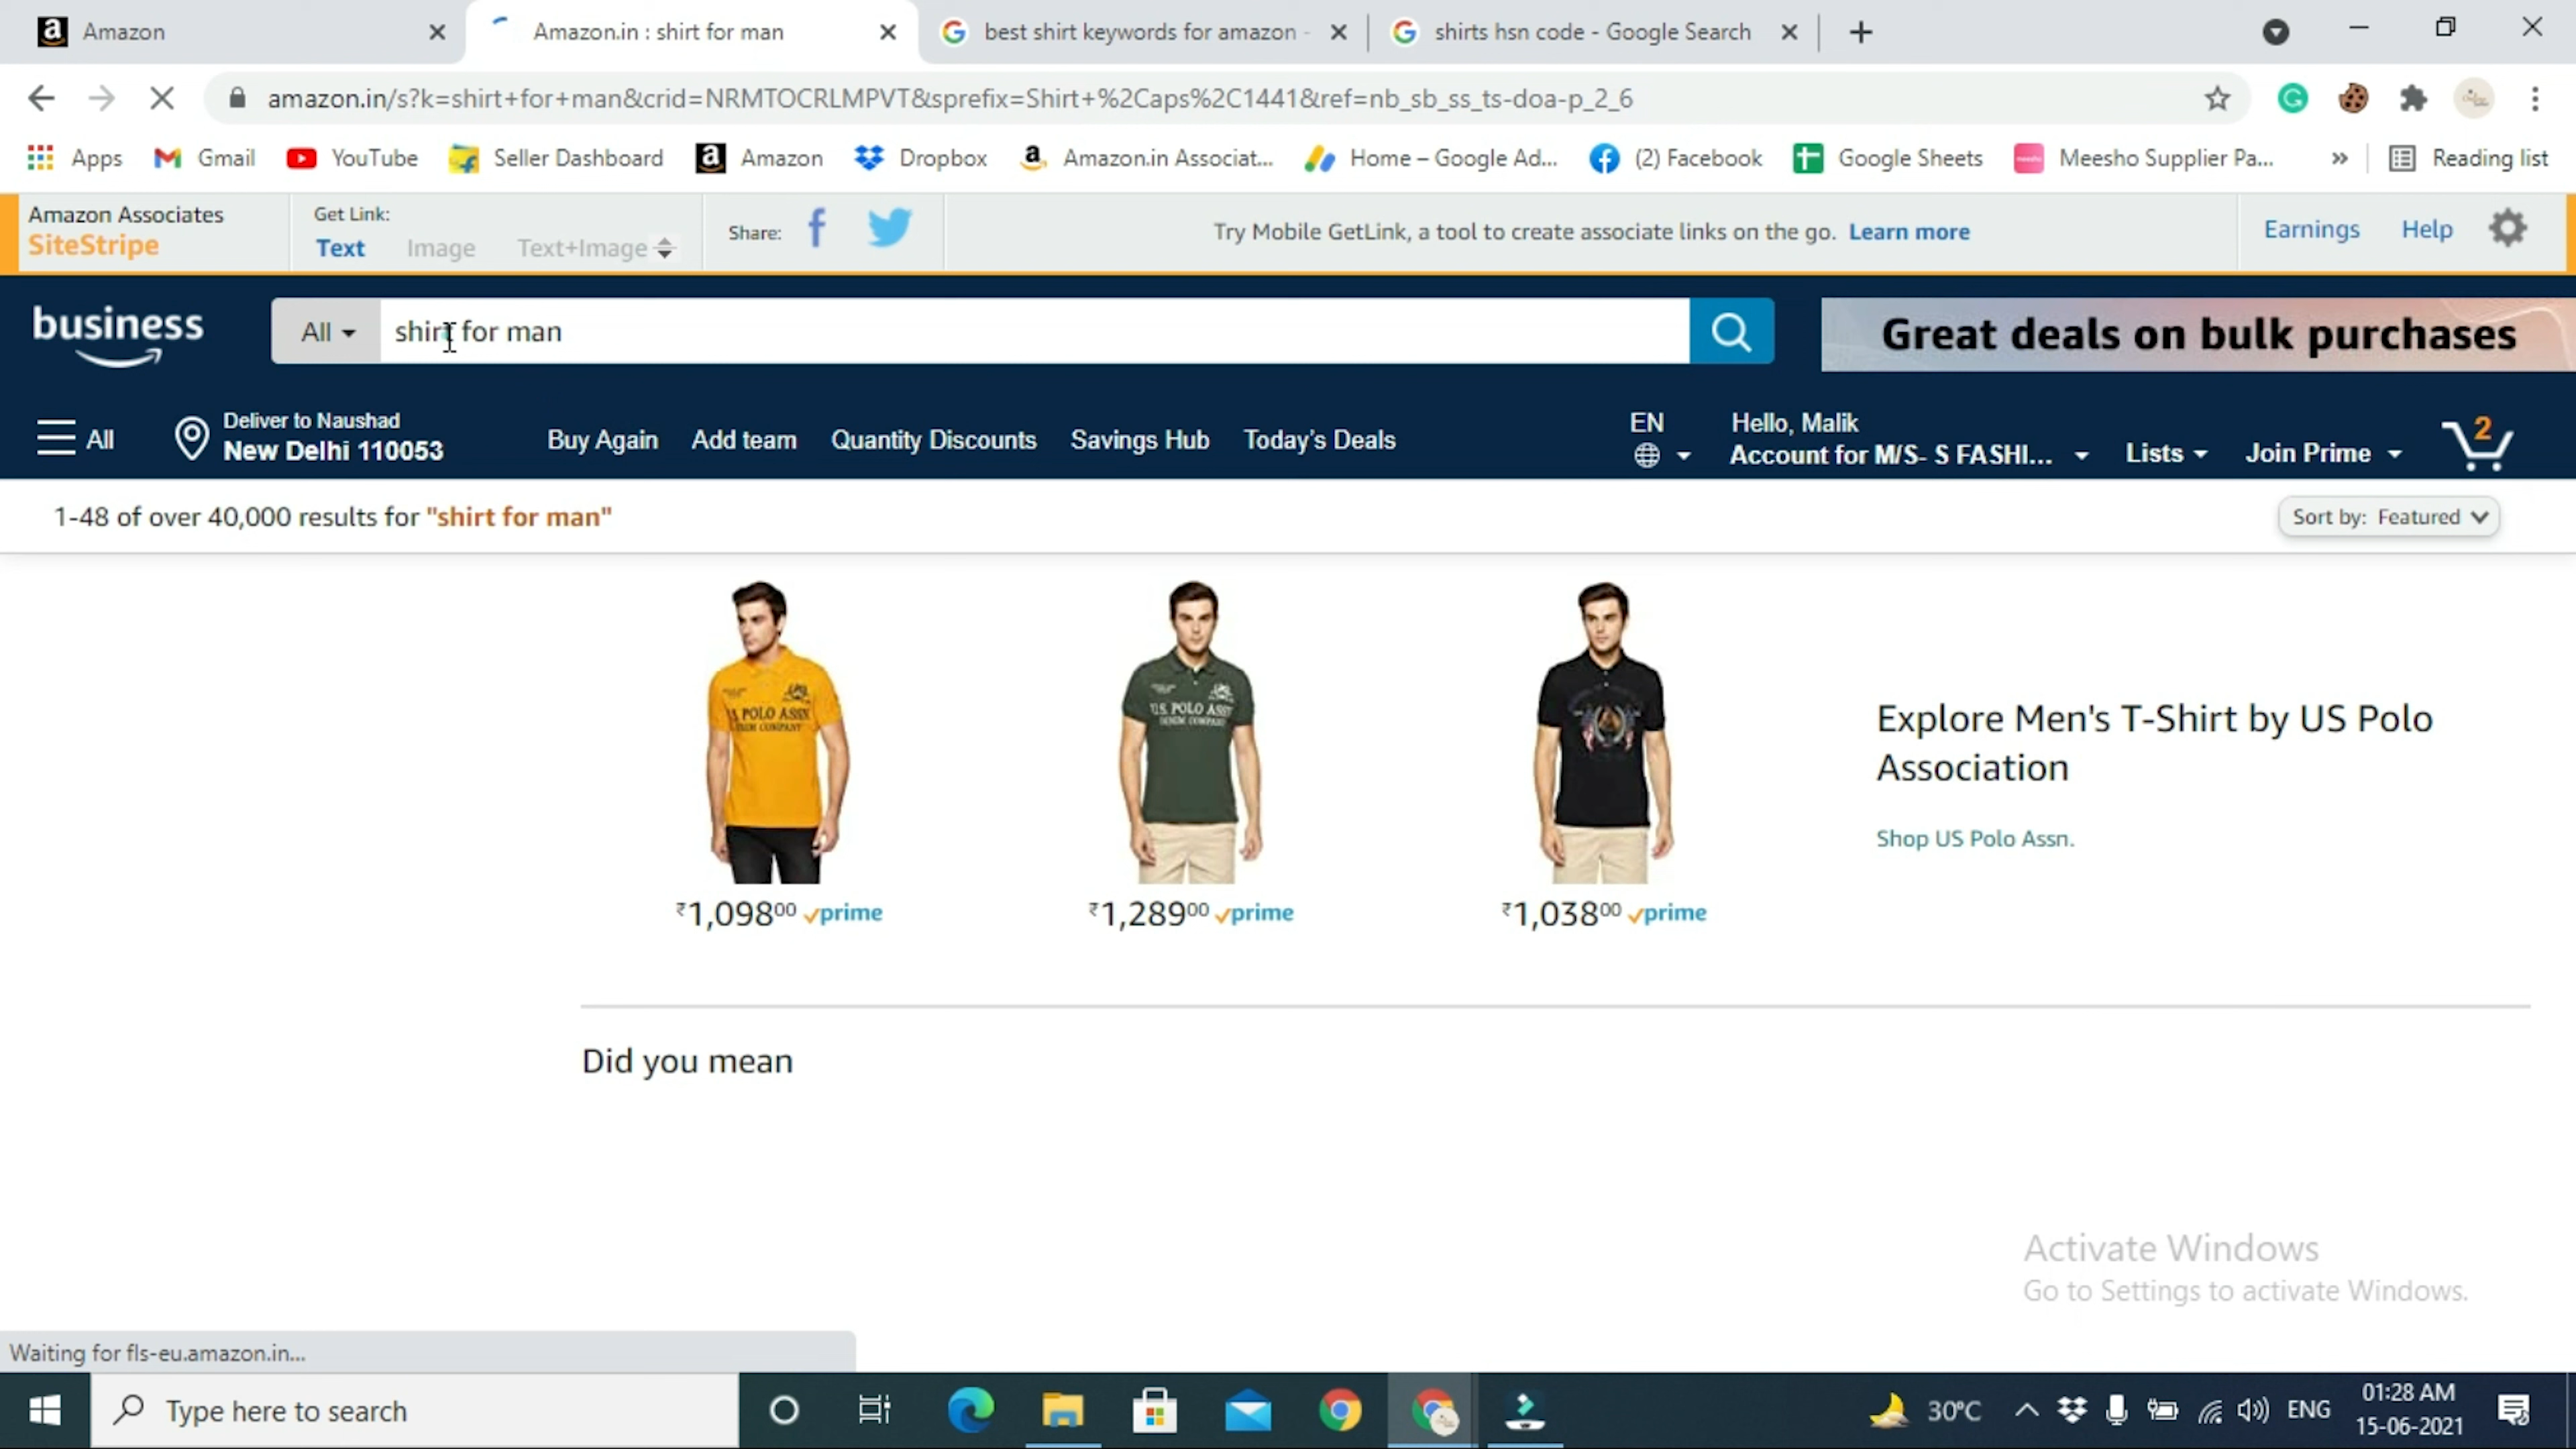 Amazon
Amazon.in : shirt for man
best shirt keywords for amazon -
shirts hsn code - Google Search
amazon.in/s?k=shirt+for+man&crid=NRMTOCRLMPVT&sprefix=Shirt+%2Caps%2C1441&ref=nb_sb_ss_ts-doa-p_2_6
Apps
Gmail
YouTube
Seller Dashboard
Amazon
Dropbox
Amazon.in Associat...
Home – Google Ad...
(2) Facebook
Google Sheets
Meesho Supplier Pa...
»
Reading list
Amazon Associates
SiteStripe
Get Link:
Text Image Text+Image
Share:
Try Mobile GetLink, a tool to create associate links on the go. Learn more
Earnings
Help
business
All
shirt for man
Great deals on bulk purchases
All
Deliver to Naushad
New Delhi 110053
Buy Again
Add team
Quantity Discounts
Savings Hub
Today's Deals
EN
Hello, Malik
Account for M/S- S FASHI...
Lists
Join Prime
2
1-48 of over 40,000 results for "shirt for man"
Sort by: Featured
U.S. POLO ASSN
DENIM COMPANY
₹1,098⁰⁰ prime
₹1,289⁰⁰ prime
₹1,038⁰⁰ prime
Explore Men's T-Shirt by US Polo
Association
Shop US Polo Assn.
Did you mean
Activate Windows
Go to Settings to activate Windows.
Waiting for fls-eu.amazon.in...
Type here to search
30°C
ENG
01:28 AM
15-06-2021